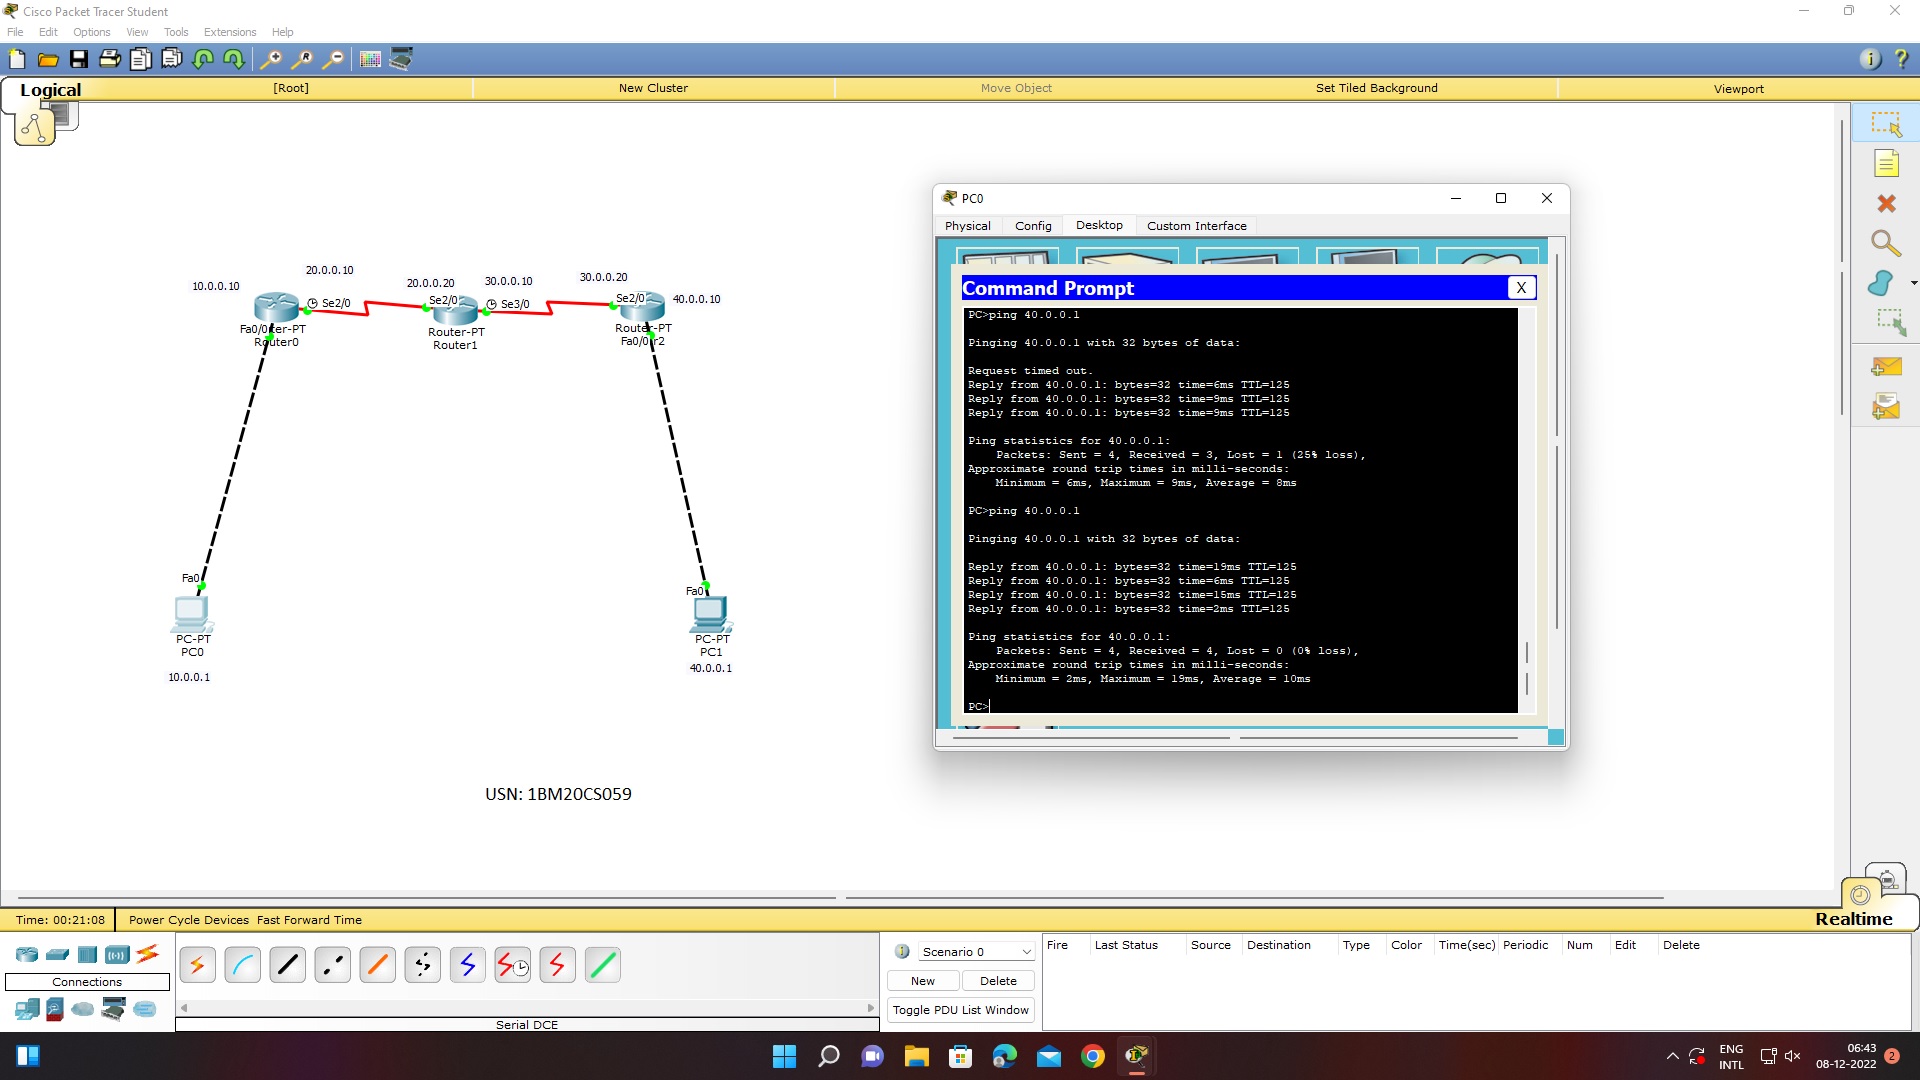 Cisco Packet Tracer Student
File Edit Options View Tools Extensions Help
Logical [Root] New Cluster Move Object Set Tiled Background Viewport
10.0.0.10
20.0.0.10
20.0.0.20
30.0.0.10
30.0.0.20
40.0.0.10
Se2/0
Se2/0
Se3/0
Se2/0
Router-PT
Router1
Router-PT
Fa0/0
Fa0/0
Router0
Fa0
PC-PT
PC0
10.0.0.1
Fa0
PC-PT
PC1
40.0.0.1
USN: 1BM20CS059
PC0
Physical Config Desktop Custom Interface
Command Prompt X
PC>ping 40.0.0.1
Pinging 40.0.0.1 with 32 bytes of data:
Request timed out.
Reply from 40.0.0.1: bytes=32 time=6ms TTL=125
Reply from 40.0.0.1: bytes=32 time=9ms TTL=125
Reply from 40.0.0.1: bytes=32 time=9ms TTL=125
Ping statistics for 40.0.0.1:
Packets: Sent = 4, Received = 3, Lost = 1 (25% loss),
Approximate round trip times in milli-seconds:
Minimum = 6ms, Maximum = 9ms, Average = 8ms
PC>ping 40.0.0.1
Pinging 40.0.0.1 with 32 bytes of data:
Reply from 40.0.0.1: bytes=32 time=19ms TTL=125
Reply from 40.0.0.1: bytes=32 time=6ms TTL=125
Reply from 40.0.0.1: bytes=32 time=15ms TTL=125
Reply from 40.0.0.1: bytes=32 time=2ms TTL=125
Ping statistics for 40.0.0.1:
Packets: Sent = 4, Received = 4, Lost = 0 (0% loss),
Approximate round trip times in milli-seconds:
Minimum = 2ms, Maximum = 19ms, Average = 10ms
PC>
Time: 00:21:08 Power Cycle Devices Fast Forward Time
Realtime
Connections
Serial DCE
Scenario 0
New Delete
Toggle PDU List Window
Fire Last Status Source Destination Type Color Time(sec) Periodic Num Edit Delete
ENG
INTL
06:43
08-12-2022
2